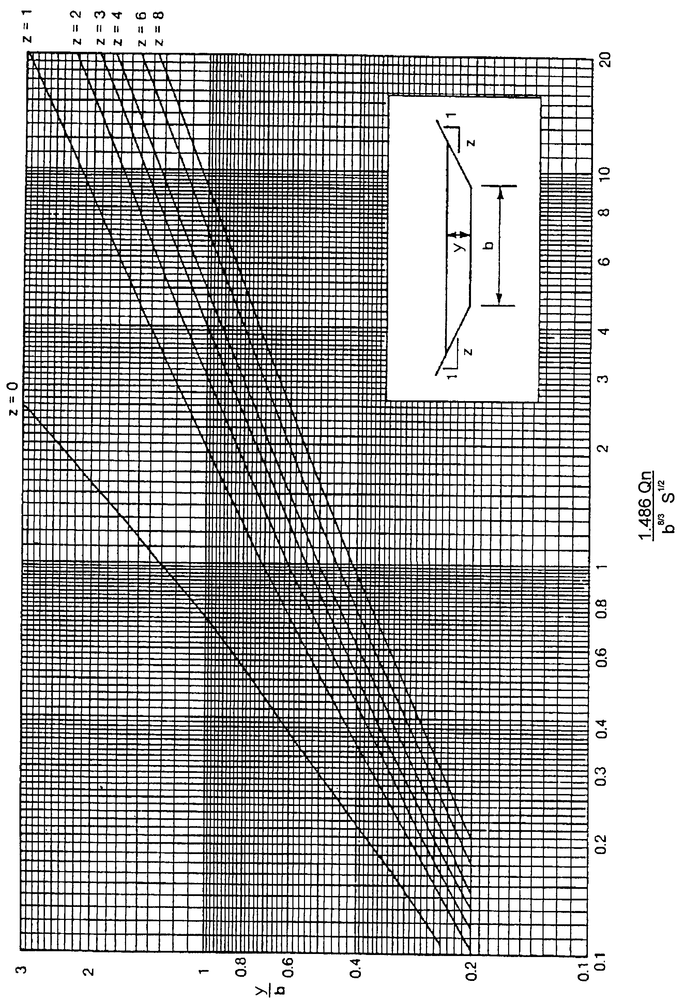 z = 0
z = 1
z = 2
z = 3
z = 4
z = 6
z = 8
3
2
1
0.8
0.6
0.4
0.2
0.1
y
b
1 z
y
b
z 1
0.1 0.2 0.3 0.4 0.6 0.8 1 2 3 4 6 8 10 20
1.486 Qn
b8/3 S1/2